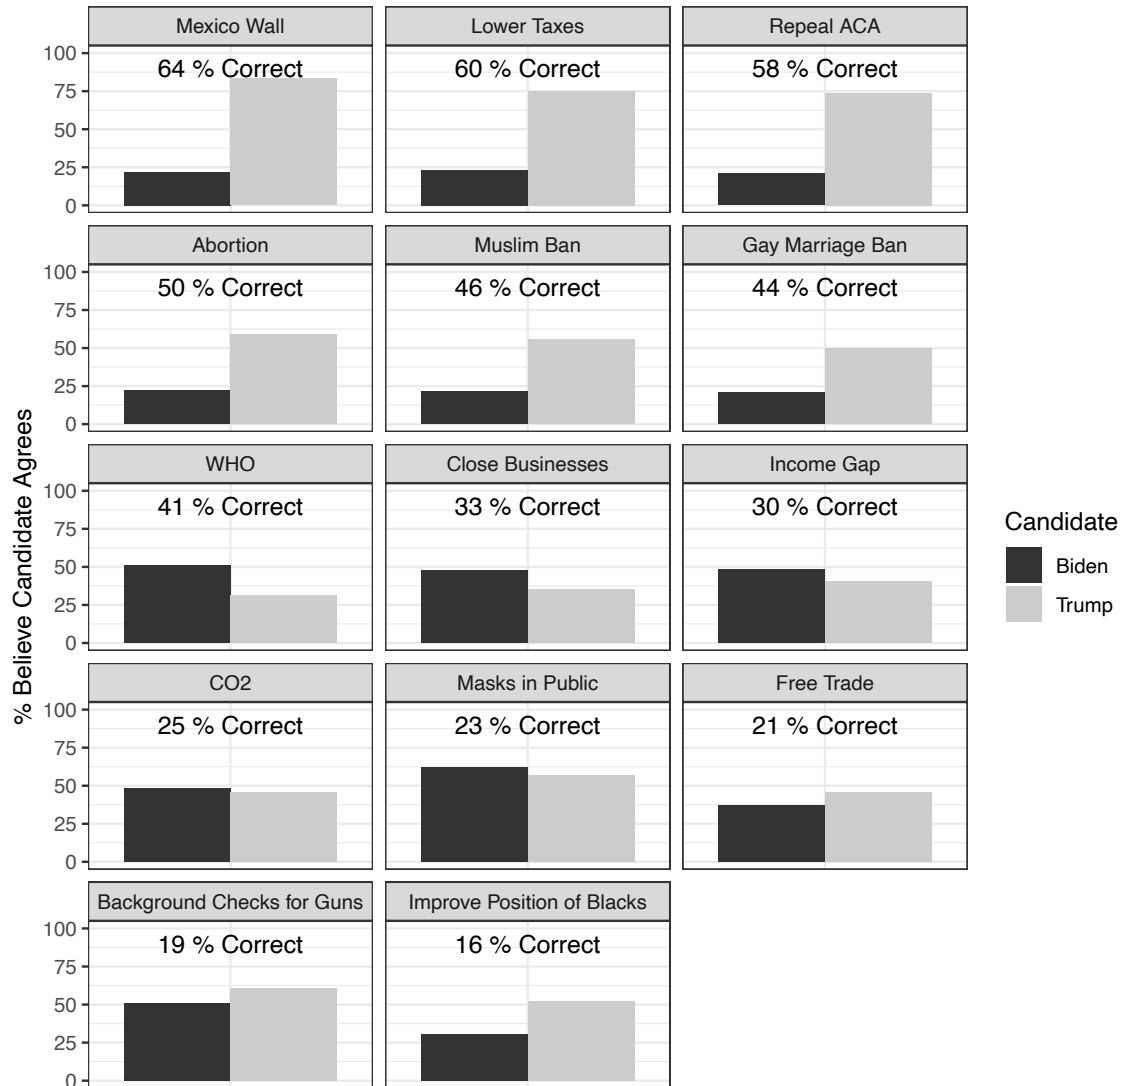 Mexico Wall
Lower Taxes
Repeal ACA
100
75
50
25
0
64 % Correct
60 % Correct
58 % Correct
Abortion
Muslim Ban
Gay Marriage Ban
100
75
50
25
0
50 % Correct
46 % Correct
44 % Correct
% Believe Candidate Agrees
WHO
Close Businesses
Income Gap
100
75
50
25
0
41 % Correct
33 % Correct
30 % Correct
Candidate
Biden
Trump
CO2
Masks in Public
Free Trade
100
75
50
25
0
25 % Correct
23 % Correct
21 % Correct
Background Checks for Guns
Improve Position of Blacks
100
75
50
25
0
19 % Correct
16 % Correct